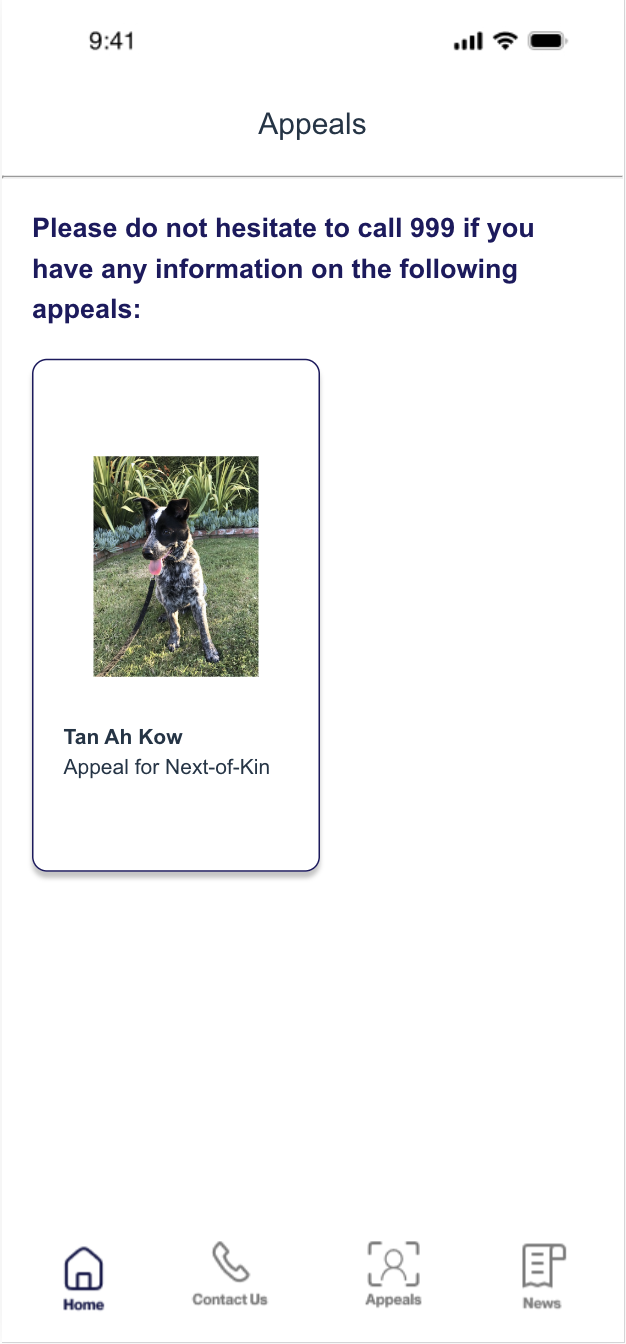 9:41
Appeals
Please do not hesitate to call 999 if you
have any information on the following
appeals:
Tan Ah Kow
Appeal for Next-of-Kin
Home
Contact Us
Appeals
News